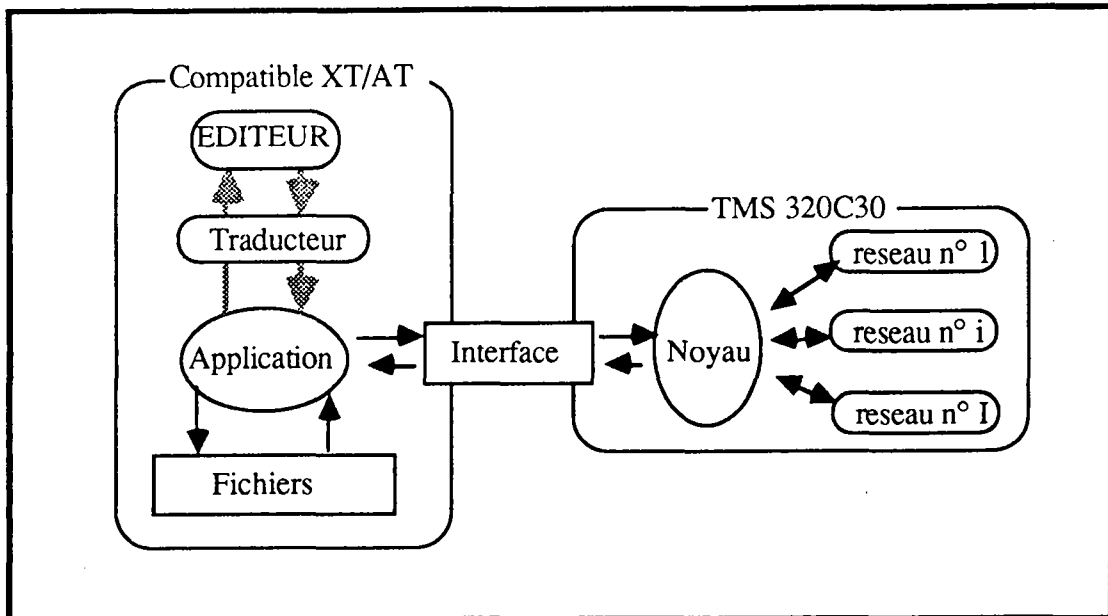 Compatible XT/AT
EDITEUR
Traducteur
Application
Fichiers
Interface
TMS 320C30
Noyau
reseau n° 1
reseau n° i
reseau n° I